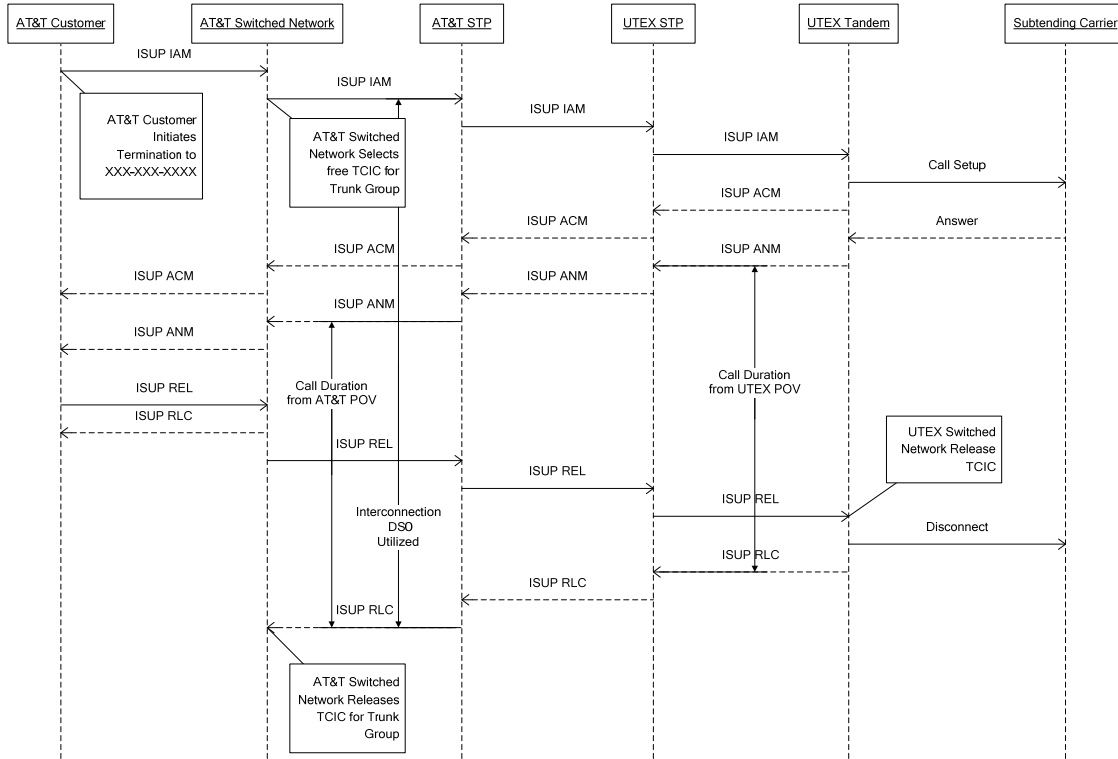 AT&T Customer
AT&T Switched Network
AT&T STP
UTEX STP
UTEX Tandem
Subtending Carrier
ISUP IAM
ISUP IAM
ISUP IAM
ISUP IAM
AT&T Customer
Initiates
Termination to
XXX-XXX-XXXX
AT&T Switched
Network Selects
free TCIC for
Trunk Group
Call Setup
ISUP ACM
ISUP ACM
Answer
ISUP ACM
ISUP ANM
ISUP ACM
ISUP ANM
ISUP ANM
ISUP ANM
Call Duration
from AT&T POV
Call Duration
from UTEX POV
ISUP REL
ISUP RLC
ISUP REL
UTEX Switched
Network Release
TCIC
ISUP REL
ISUP REL
Interconnection
DS0
Utilized
Disconnect
ISUP RLC
ISUP RLC
ISUP RLC
AT&T Switched
Network Releases
TCIC for Trunk
Group